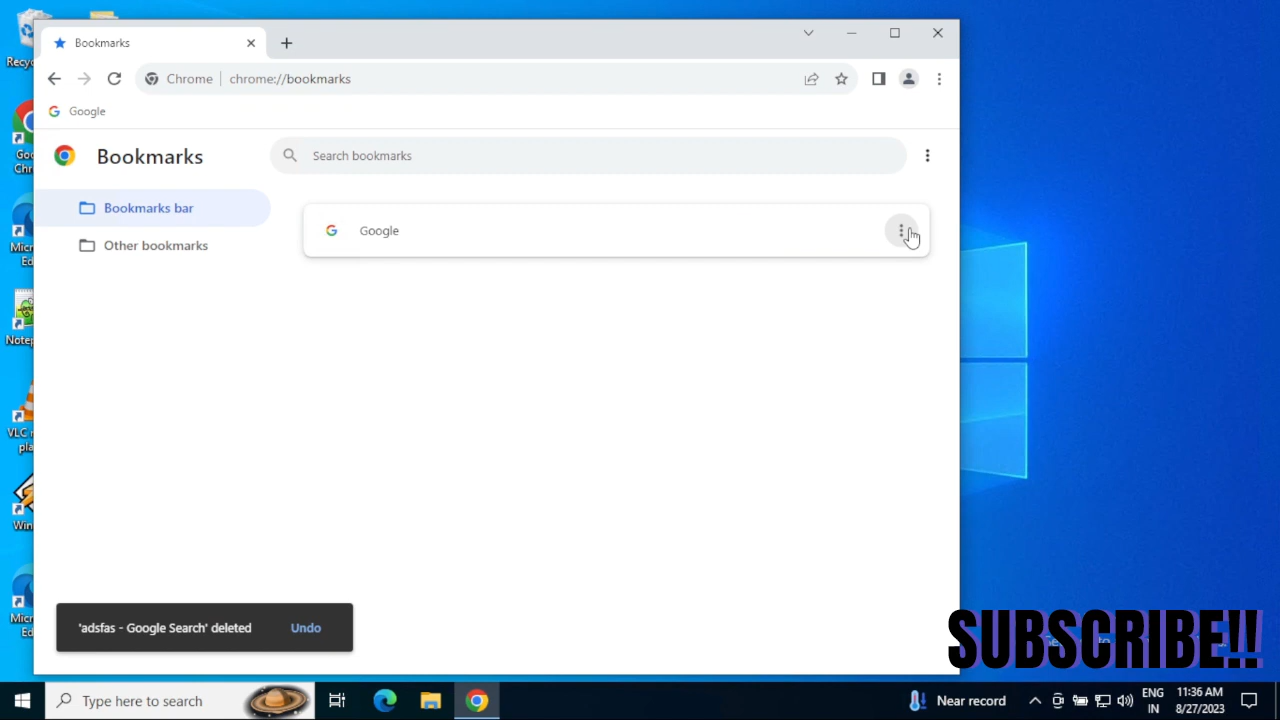 Bookmarks
Chrome
chrome://bookmarks
Google
Bookmarks
Search bookmarks
Bookmarks bar
Google
Other bookmarks
'adsfas - Google Search' deleted
Undo
SUBSCRIBE!!
Type here to search
Near record
ENG
IN
11:36 AM
8/27/2023